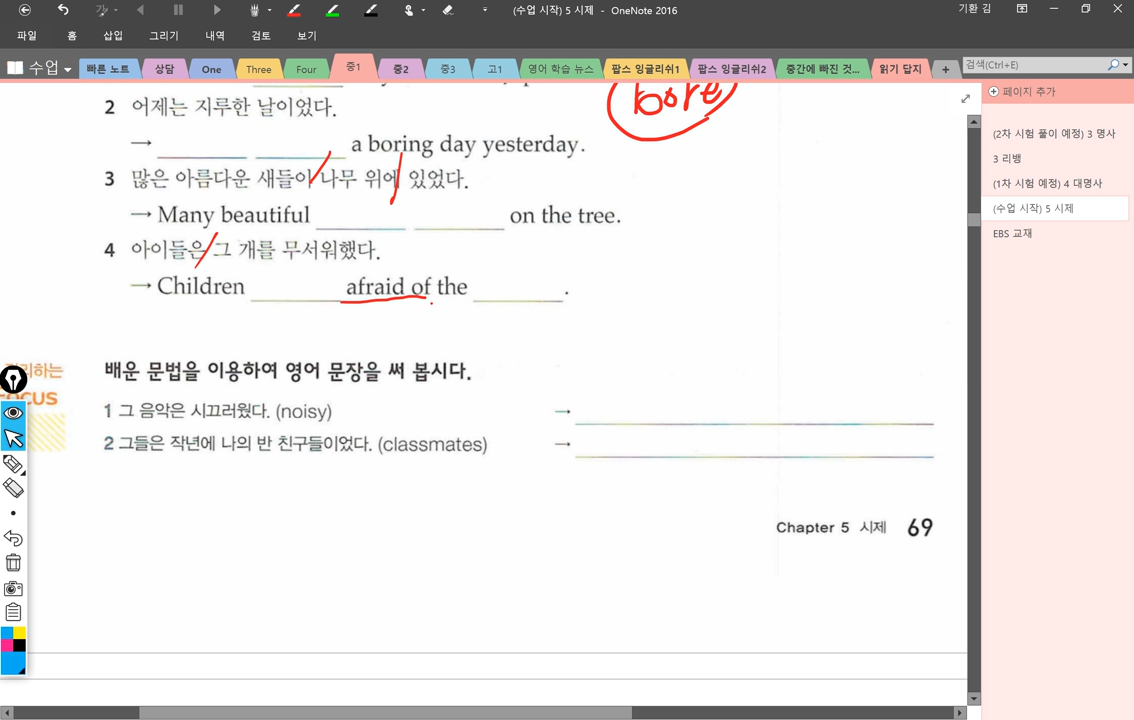 (수업 시작) 5 시제 - OneNote 2016
기환 김
파일 홈 삽입 그리기 내역 검토 보기
수업 빠른 노트 상담 One Three Four 중1 중2 중3 고1 영어 학습 뉴스 팝스 잉글리쉬1 팝스 잉글리쉬2 중간에 빠진 것... 읽기 답지 + 검색(Ctrl+E)
페이지 추가
(2차 시험 풀이 예정) 3 명사
3 리뱅
(1차 시험 예정) 4 대명사
(수업 시작) 5 시제
EBS 교재
bore
2 어제는 지루한 날이었다.
→ a boring day yesterday.
3 많은 아름다운 새들이 나무 위에 있었다.
→ Many beautiful on the tree.
4 아이들은 그 개를 무서워했다.
→ Children afraid of the .
하는
OCUS
배운 문법을 이용하여 영어 문장을 써 봅시다.
1 그 음악은 시끄러웠다. (noisy) →
2 그들은 작년에 나의 반 친구들이었다. (classmates) →
Chapter 5 시제 69